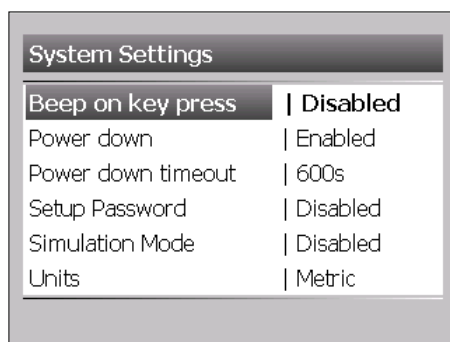 System Settings
Beep on key press | Disabled
Power down | Enabled
Power down timeout | 600s
Setup Password | Disabled
Simulation Mode | Disabled
Units | Metric